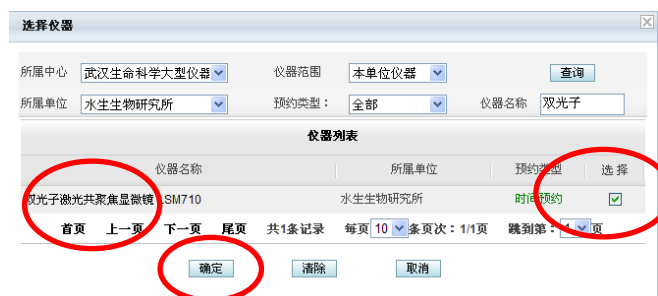 选择仪器
所属中心 武汉生命科学大型仪器 仪器范围 本单位仪器 查询
所属单位 水生生物研究所 预约类型： 全部 仪器名称 双光子
仪器列表
仪器名称 所属单位 预约类型 选择
双光子激光共聚焦显微镜 LSM710 水生生物研究所 时间预约
首页 上一页 下一页 尾页 共1条记录 每页 10 条页次：1/1页 跳到第：1 页
确定 清除 取消